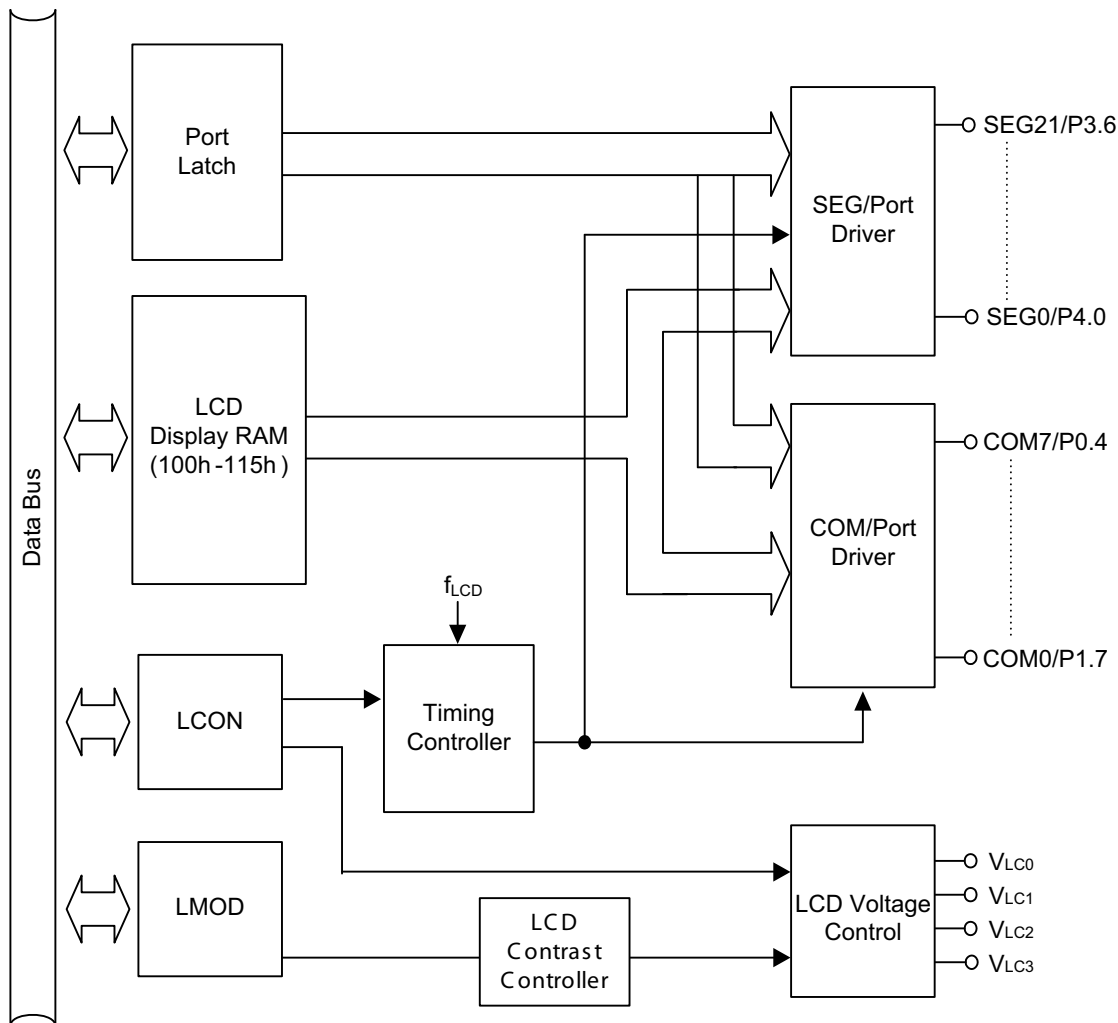 Data Bus
Port
Latch
SEG/Port
Driver
SEG21/P3.6
SEG0/P4.0
LCD
Display RAM
(100h -115h )
COM/Port
Driver
COM7/P0.4
COM0/P1.7
fLCD
LCON
Timing
Controller
LMOD
LCD
Contrast
Controller
LCD Voltage
Control
VLC0
VLC1
VLC2
VLC3